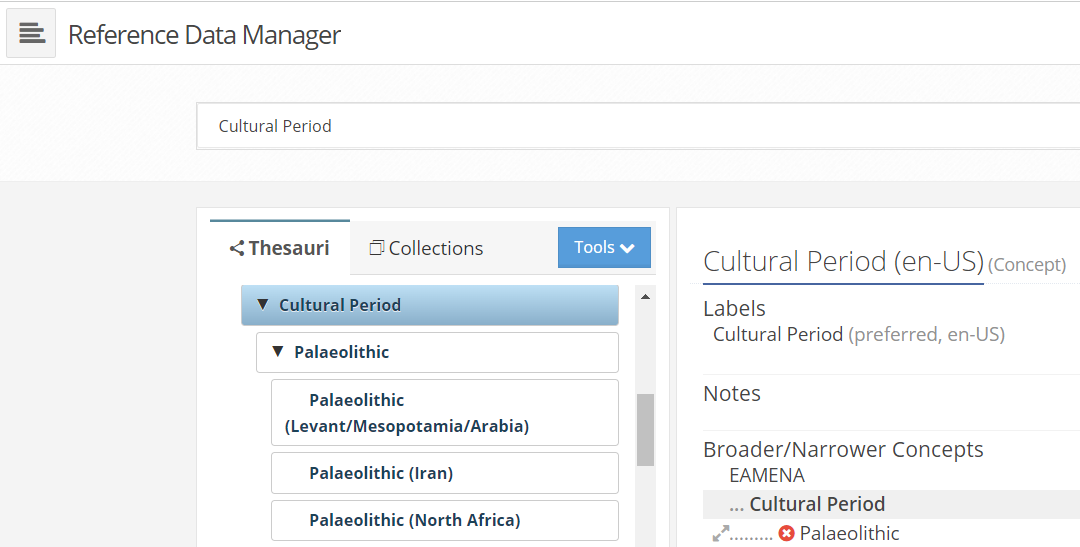 Reference Data Manager
Cultural Period
Thesauri
Collections
Tools
Cultural Period
Palaeolithic
Palaeolithic
(Levant/Mesopotamia/Arabia)
Palaeolithic (Iran)
Palaeolithic (North Africa)
Cultural Period (en-US) (Concept)
Labels
Cultural Period (preferred, en-US)
Notes
Broader/Narrower Concepts
EAMENA
... Cultural Period
......... Palaeolithic